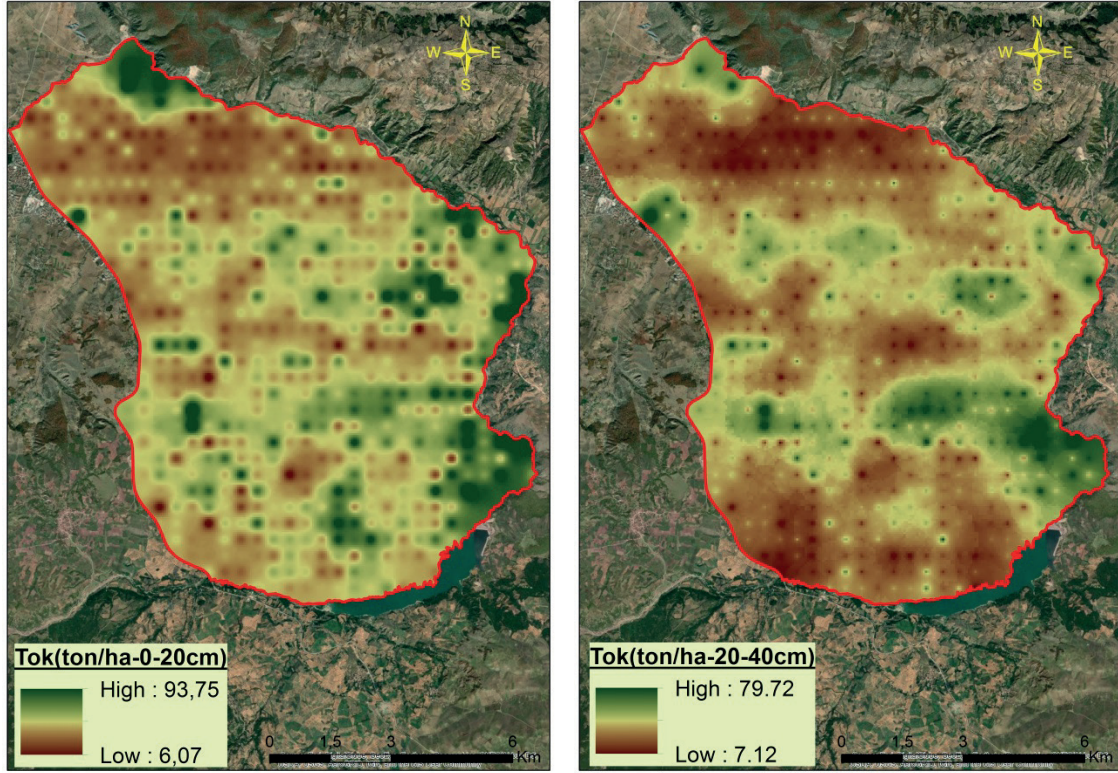 N
W E
S
Tok(ton/ha-0-20cm)
High : 93,75
Low : 6,07
0 1,5 3 6
Km
N
W E
S
Tok(ton/ha-20-40cm)
High : 79.72
Low : 7.12
0 1,5 3 6
Km